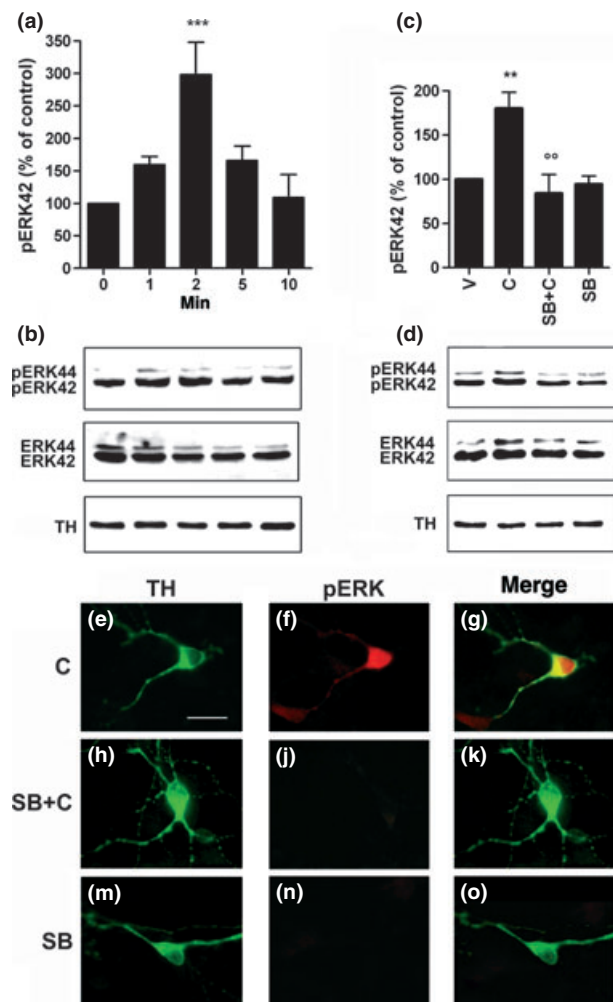 (a)
***
pERK42 (% of control)
350
300
250
200
150
100
50
0
0 1 2 5 10
Min
(c)
**
°°
pERK42 (% of control)
200
150
100
50
0
V C SB+C SB
(b)
pERK44
pERK42
ERK44
ERK42
TH
(d)
pERK44
pERK42
ERK44
ERK42
TH
TH pERK Merge
C (e) (f) (g)
SB+C (h) (j) (k)
SB (m) (n) (o)